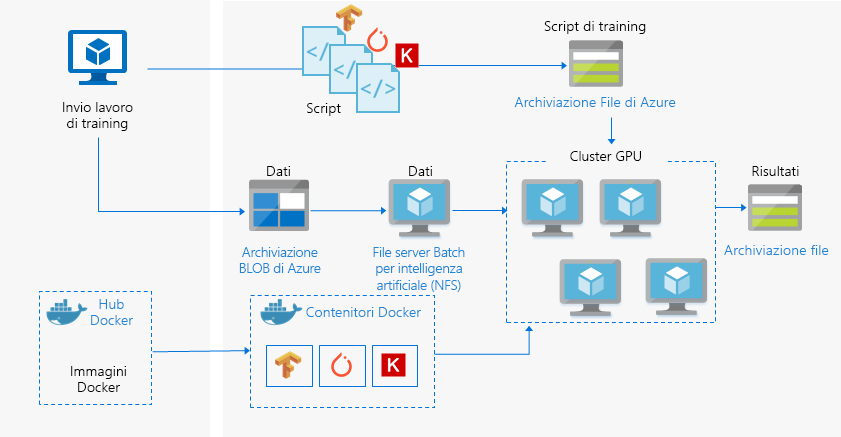 Invio lavoro
di training
</>
</>
</>
K
Script
Script di training
Archiviazione File di Azure
Dati
Archiviazione
BLOB di Azure
Dati
File server Batch
per intelligenza
artificiale (NFS)
Cluster GPU
Risultati
Archiviazione file
Hub
Docker
Immagini
Docker
Contenitori Docker
K